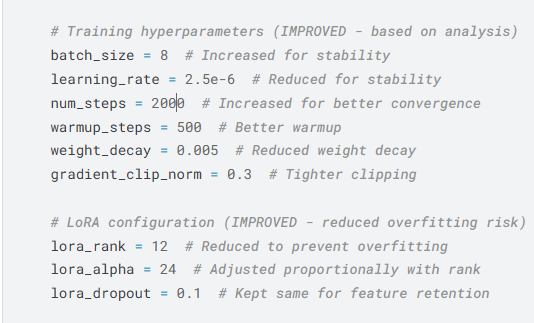 # Training hyperparameters (IMPROVED - based on analysis)
batch_size = 8  # Increased for stability
learning_rate = 2.5e-6  # Reduced for stability
num_steps = 2000  # Increased for better convergence
warmup_steps = 500  # Better warmup
weight_decay = 0.005  # Reduced weight decay
gradient_clip_norm = 0.3  # Tighter clipping
# LoRA configuration (IMPROVED - reduced overfitting risk)
lora_rank = 12  # Reduced to prevent overfitting
lora_alpha = 24  # Adjusted proportionally with rank
lora_dropout = 0.1  # Kept same for feature retention